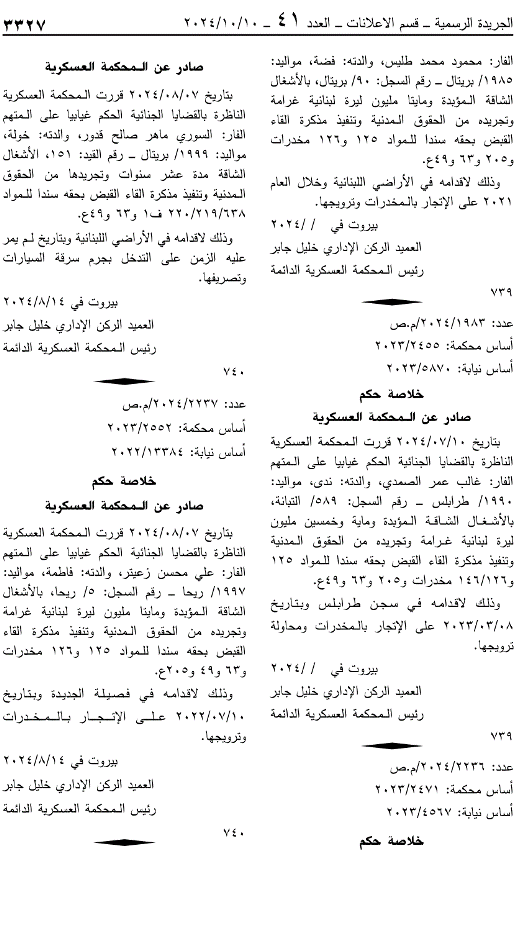 الجريدة الرسمية ــ قسم الاعلانات ــ العدد ٤١ ــ ٢٠٢٤/١٠/١٠
٣٣٢٧
الفار: محمود محمد طليس، والدته: فضة، مواليد:
١٩٨٥/ بريتال ــ رقم السجل: ٩٠/ بريتال، بالأشغال
الشاقة المؤبدة ومايتا مليون ليرة لبنانية غرامة
وتجريده من الحقوق المدنية وتنفيذ مذكرة القاء
القبض بحقه سندا للمواد ١٢٥ و١٢٦ مخدرات
و٢٠٥ و٦٣ و٤٩ع.
وذلك لاقدامه في الأراضي اللبنانية وخلال العام
٢٠٢١ على الإتجار بالمخدرات وترويجها.
بيروت في / / ٢٠٢٤
العميد الركن الإداري خليل جابر
رئيس المحكمة العسكرية الدائمة
٧٣٩
عدد: ٢٠٢٤/١٩٨٣/م.ص
أساس محكمة: ٢٠٢٣/٢٤٥٥
أساس نيابة: ٢٠٢٣/٥٨٧٠
خلاصة حكم
صادر عن المحكمة العسكرية
بتاريخ ٢٠٢٤/٠٧/١٠ قررت المحكمة العسكرية
الناظرة بالقضايا الجنائية الحكم غيابيا على المتهم
الفار: غالب عمر الصمدي، والدته: ندى، مواليد:
١٩٩٠/ طرابلس ــ رقم السجل: ٥٨٩/ التبانة،
بالأشغال الشاقة المؤبدة وماية وخمسين مليون
ليرة لبنانية غرامة وتجريده من الحقوق المدنية
وتنفيذ مذكرة القاء القبض بحقه سندا للمواد ١٢٥
و١٤٦/١٢٦ مخدرات و٢٠٥ و٦٣ و٤٩ع.
وذلك لاقدامه في سجن طرابلس وبتاريخ
٢٠٢٣/٠٣/٠٨ على الإتجار بالمخدرات ومحاولة
ترويجها.
بيروت في / / ٢٠٢٤
العميد الركن الإداري خليل جابر
رئيس المحكمة العسكرية الدائمة
٧٣٩
عدد: ٢٠٢٤/٢٢٣٦/م.ص
أساس محكمة: ٢٠٢٣/٢٤٧١
أساس نيابة: ٢٠٢٣/٤٥٦٧
خلاصة حكم
صادر عن المحكمة العسكرية
بتاريخ ٢٠٢٤/٠٨/٠٧ قررت المحكمة العسكرية
الناظرة بالقضايا الجنائية الحكم غيابيا على المتهم
الفار: السوري ماهر صالح قدور، والدته: خولة،
مواليد: ١٩٩٩/ بريتال ــ رقم القيد: ١٥١، الأشغال
الشاقة مدة عشر سنوات وتجريدها من الحقوق
المدنية وتنفيذ مذكرة القاء القبض بحقه سندا للمواد
٢٢٠/٢١٩/٦٣٨ ف١ و٦٣ و٤٩ع.
وذلك لاقدامه في الأراضي اللبنانية وبتاريخ لم يمر
عليه الزمن على التدخل بجرم سرقة السيارات
وتصريفها.
بيروت في ٢٠٢٤/٨/١٤
العميد الركن الإداري خليل جابر
رئيس المحكمة العسكرية الدائمة
٧٤٠
عدد: ٢٠٢٤/٢٢٣٧/م.ص
أساس محكمة: ٢٠٢٣/٢٥٥٢
أساس نيابة: ٢٠٢٢/١٣٣٨٤
خلاصة حكم
صادر عن المحكمة العسكرية
بتاريخ ٢٠٢٤/٠٨/٠٧ قررت المحكمة العسكرية
الناظرة بالقضايا الجنائية الحكم غيابيا على المتهم
الفار: علي محسن زعيتر، والدته: فاطمة، مواليد:
١٩٩٧/ ريحا ــ رقم السجل: ٥/ ريحا، بالأشغال
الشاقة المؤبدة ومايتا مليون ليرة لبنانية غرامة
وتجريده من الحقوق المدنية وتنفيذ مذكرة القاء
القبض بحقه سندا للمواد ١٢٥ و١٢٦ مخدرات
و٦٣ و٤٩ و٢٠٥ع.
وذلك لاقدامه في فصيلة الجديدة وبتاريخ
٢٠٢٢/٠٧/١٠ على الإتجار بالمخدرات
وترويجها.
بيروت في ٢٠٢٤/٨/١٤
العميد الركن الإداري خليل جابر
رئيس المحكمة العسكرية الدائمة
٧٤٠